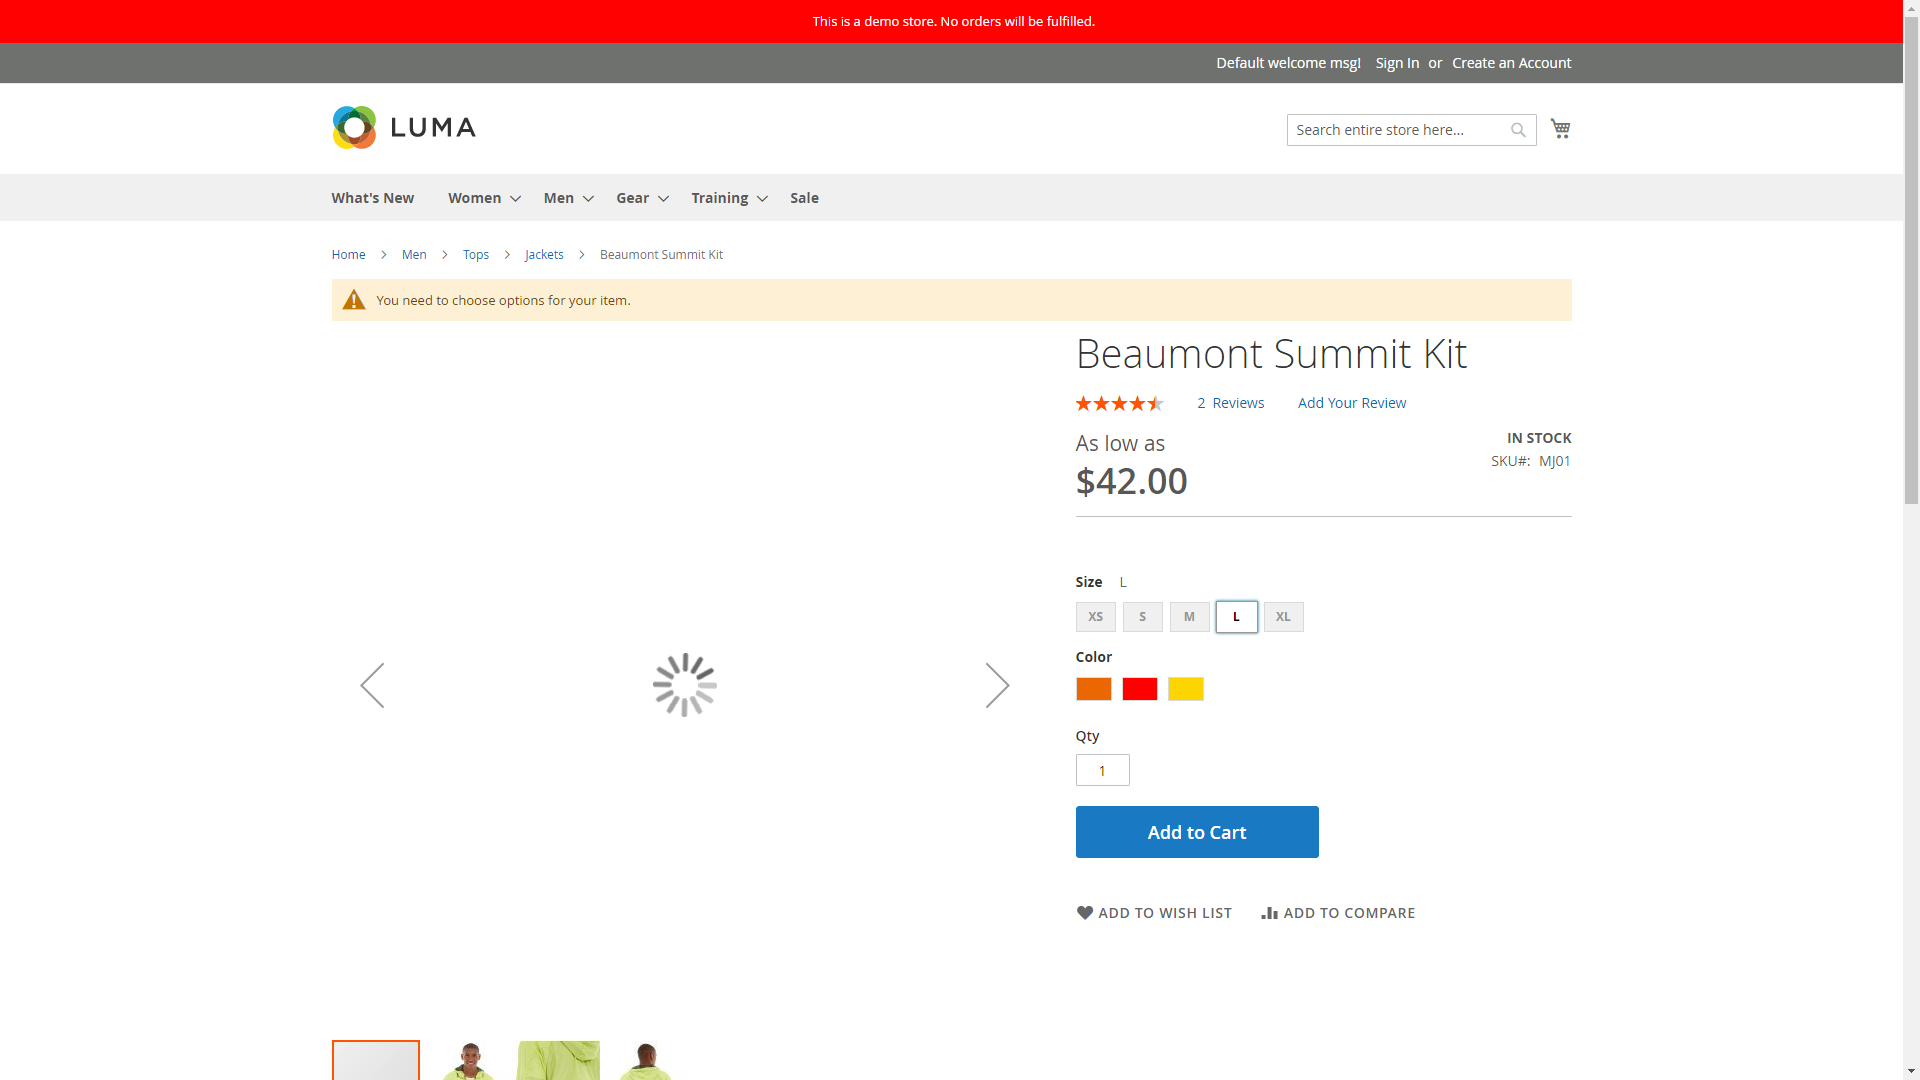 This is a demo store. No orders will be fulfilled.
Default welcome msg! Sign In or Create an Account
LUMA
Search entire store here...
What's New Women Men Gear Training Sale
Home Men Tops Jackets Beaumont Summit Kit
You need to choose options for your item.
Beaumont Summit Kit
2 Reviews Add Your Review
As low as
$42.00
IN STOCK
SKU#: MJ01
Size L
XS S M L XL
Color
Qty
1
Add to Cart
ADD TO WISH LIST ADD TO COMPARE